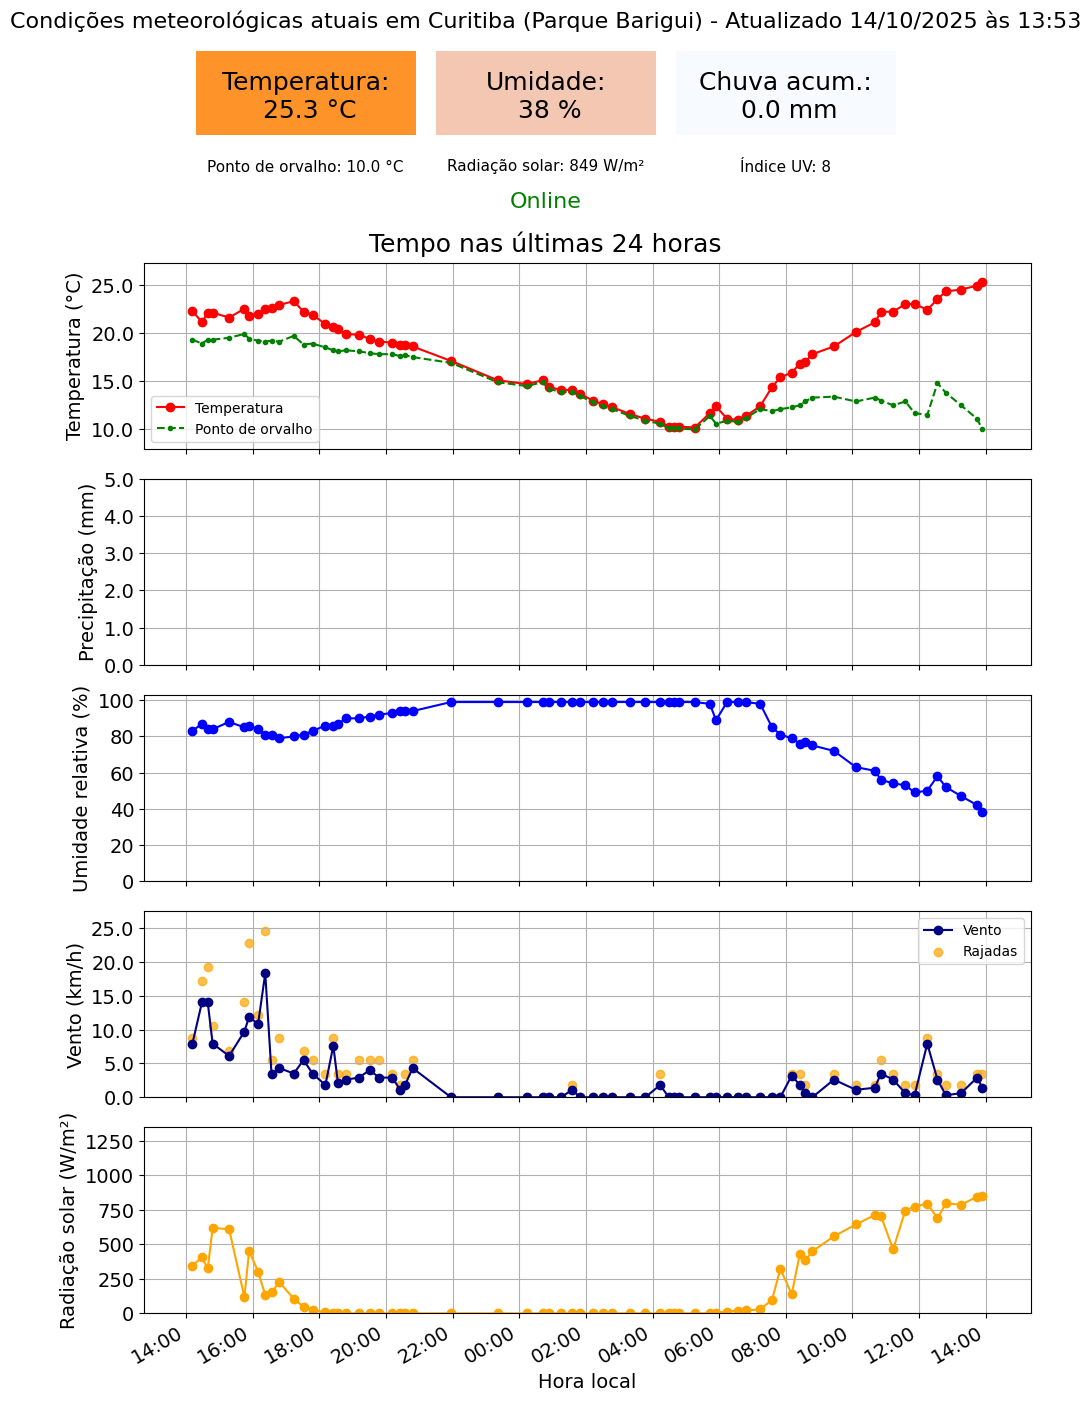 Condições meteorológicas atuais em Curitiba (Parque Barigui) - Atualizado 14/10/2025 às 13:53
Temperatura:
25.3 °C
Umidade:
38 %
Chuva acum.:
0.0 mm
Ponto de orvalho: 10.0 °C
Radiação solar: 849 W/m²
Índice UV: 8
Online
Tempo nas últimas 24 horas
Temperatura (°C)
25.0
20.0
15.0
10.0
Temperatura
Ponto de orvalho
Precipitação (mm)
5.0
4.0
3.0
2.0
1.0
0.0
Umidade relativa (%)
100
80
60
40
20
0
Vento (km/h)
25.0
20.0
15.0
10.0
5.0
0.0
Vento
Rajadas
Radiação solar (W/m²)
1250
1000
750
500
250
0
14:00
16:00
18:00
20:00
22:00
00:00
02:00
04:00
06:00
08:00
10:00
12:00
14:00
Hora local